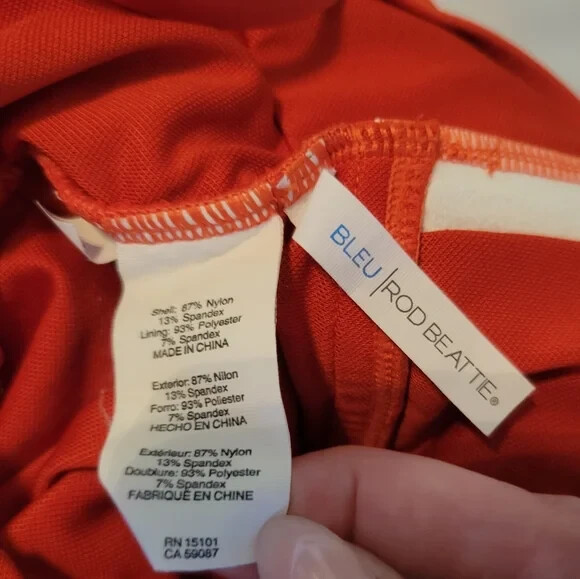 Shell: 87% Nylon
13% Spandex
Lining: 93% Polyester
7% Spandex
MADE IN CHINA
Exterior: 87% Nilon
13% Spandex
Forro: 93% Poliester
7% Spandex
HECHO EN CHINA
Extérieur: 87% Nylon
13% Spandex
Doublure: 93% Polyester
7% Spandex
FABRIQUÉ EN CHINE
RN 15101
CA 59087
BLEU|ROD BEATTIE®